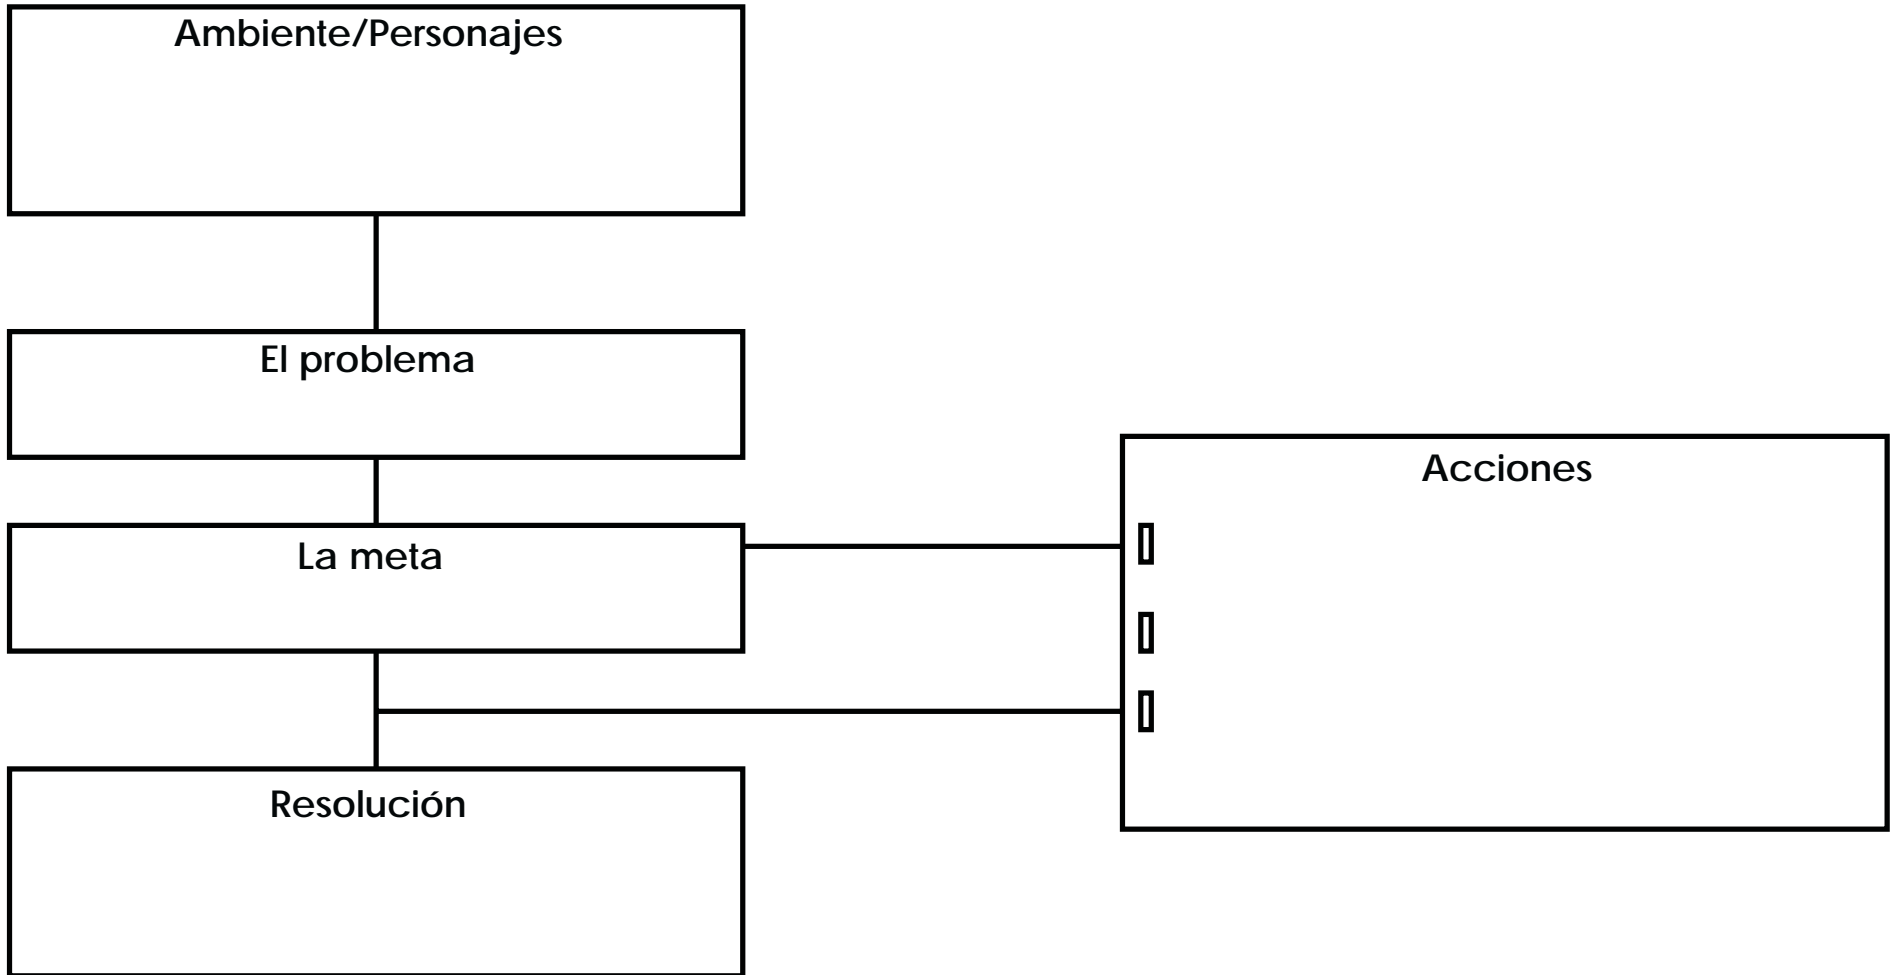 Ambiente/Personajes
El problema
La meta
Acciones
Resolución